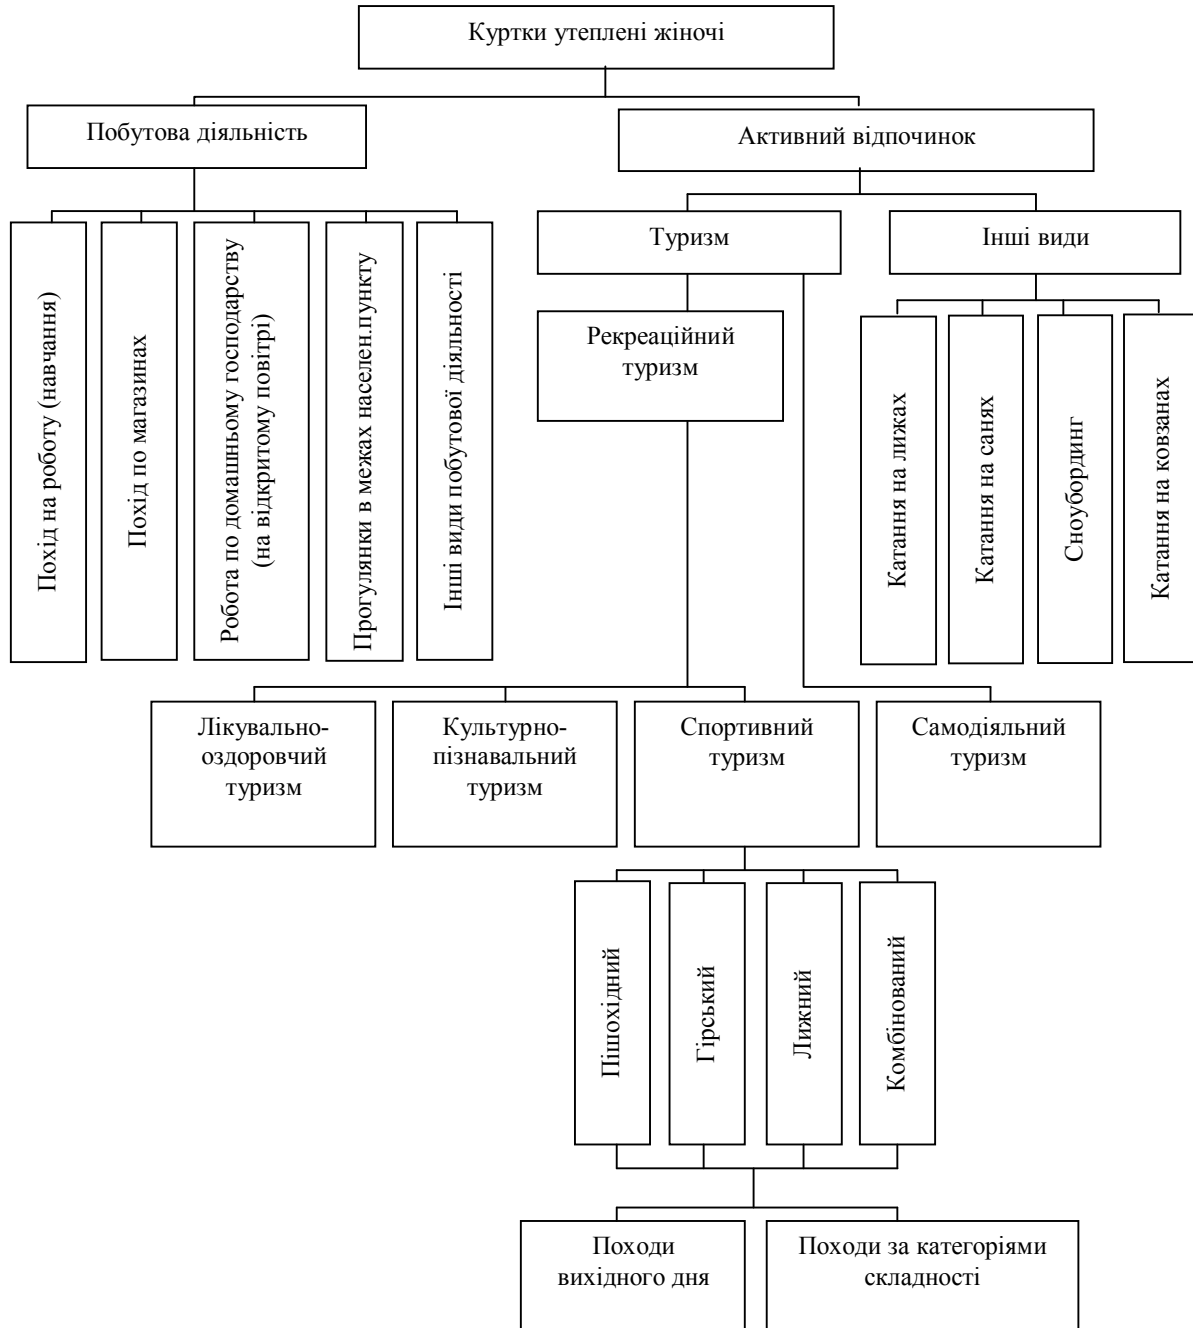 Куртки утеплені жіночі
Побутова діяльність
Активний відпочинок
Туризм
Інші види
Похід на роботу (навчання)
Похід по магазинах
Робота по домашньому господарству
(на відкритому повітрі)
Прогулянки в межах населен.пункту
Інші види побутової діяльності
Рекреаційний
туризм
Катання на лижах
Катання на санях
Сноубординг
Катання на ковзанах
Лікувально-
оздоровчий
туризм
Культурно-
пізнавальний
туризм
Спортивний
туризм
Самодіяльний
туризм
Пішохідний
Гірський
Лижний
Комбінований
Походи
вихідного дня
Походи за категоріями
складності